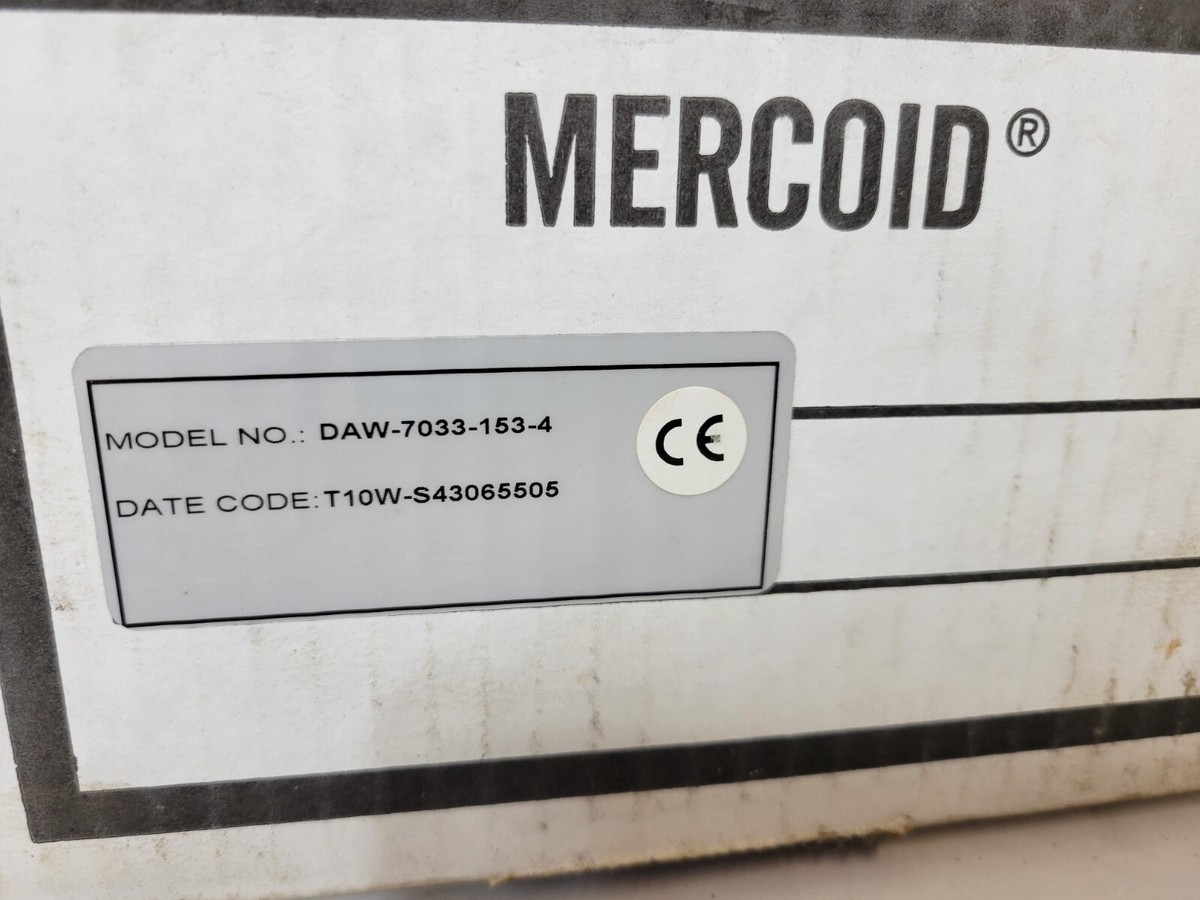 MERCOID®
MODEL NO.: DAW-7033-153-4
CE
DATE CODE: T10W-S43065505